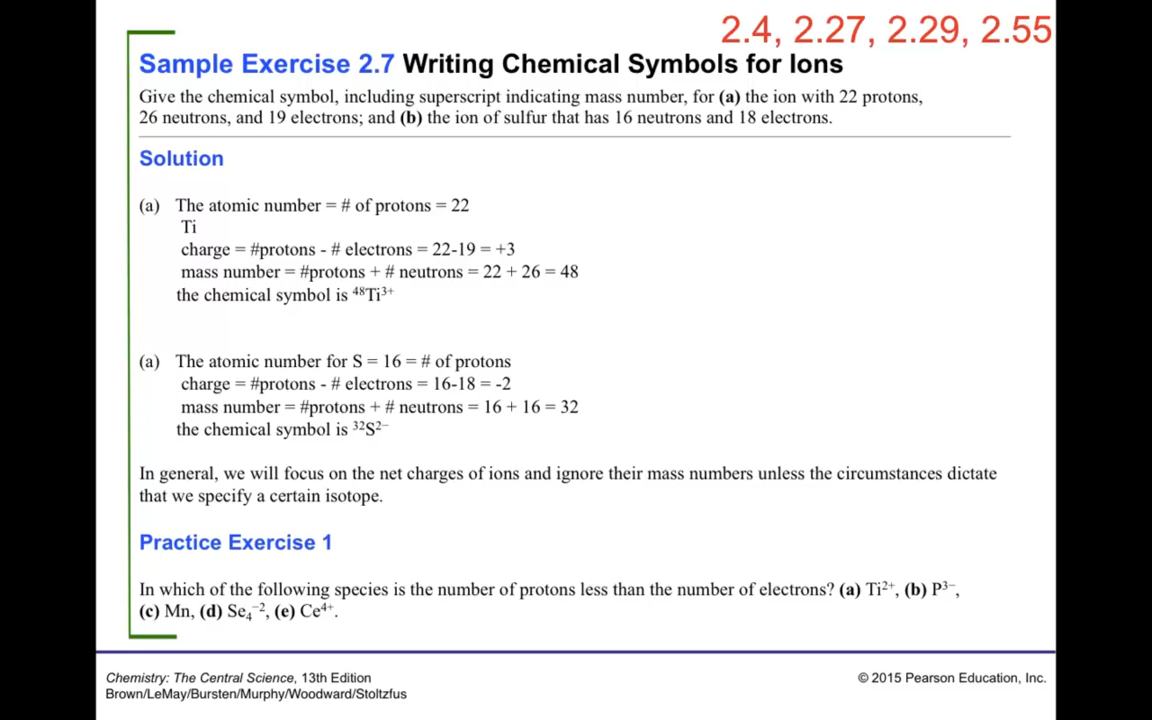 2.4, 2.27, 2.29, 2.55
Sample Exercise 2.7 Writing Chemical Symbols for Ions
Give the chemical symbol, including superscript indicating mass number, for (a) the ion with 22 protons,
26 neutrons, and 19 electrons; and (b) the ion of sulfur that has 16 neutrons and 18 electrons.
Solution
(a) The atomic number = # of protons = 22
Ti
charge = #protons - # electrons = 22-19 = +3
mass number = #protons + # neutrons = 22 + 26 = 48
the chemical symbol is ⁴⁸Ti³⁺
(a) The atomic number for S = 16 = # of protons
charge = #protons - # electrons = 16-18 = -2
mass number = #protons + # neutrons = 16 + 16 = 32
the chemical symbol is ³²S²⁻
In general, we will focus on the net charges of ions and ignore their mass numbers unless the circumstances dictate
that we specify a certain isotope.
Practice Exercise 1
In which of the following species is the number of protons less than the number of electrons? (a) Ti²⁺, (b) P³⁻,
(c) Mn, (d) Se₄⁻², (e) Ce⁴⁺.
Chemistry: The Central Science, 13th Edition
Brown/LeMay/Bursten/Murphy/Woodward/Stoltzfus
© 2015 Pearson Education, Inc.